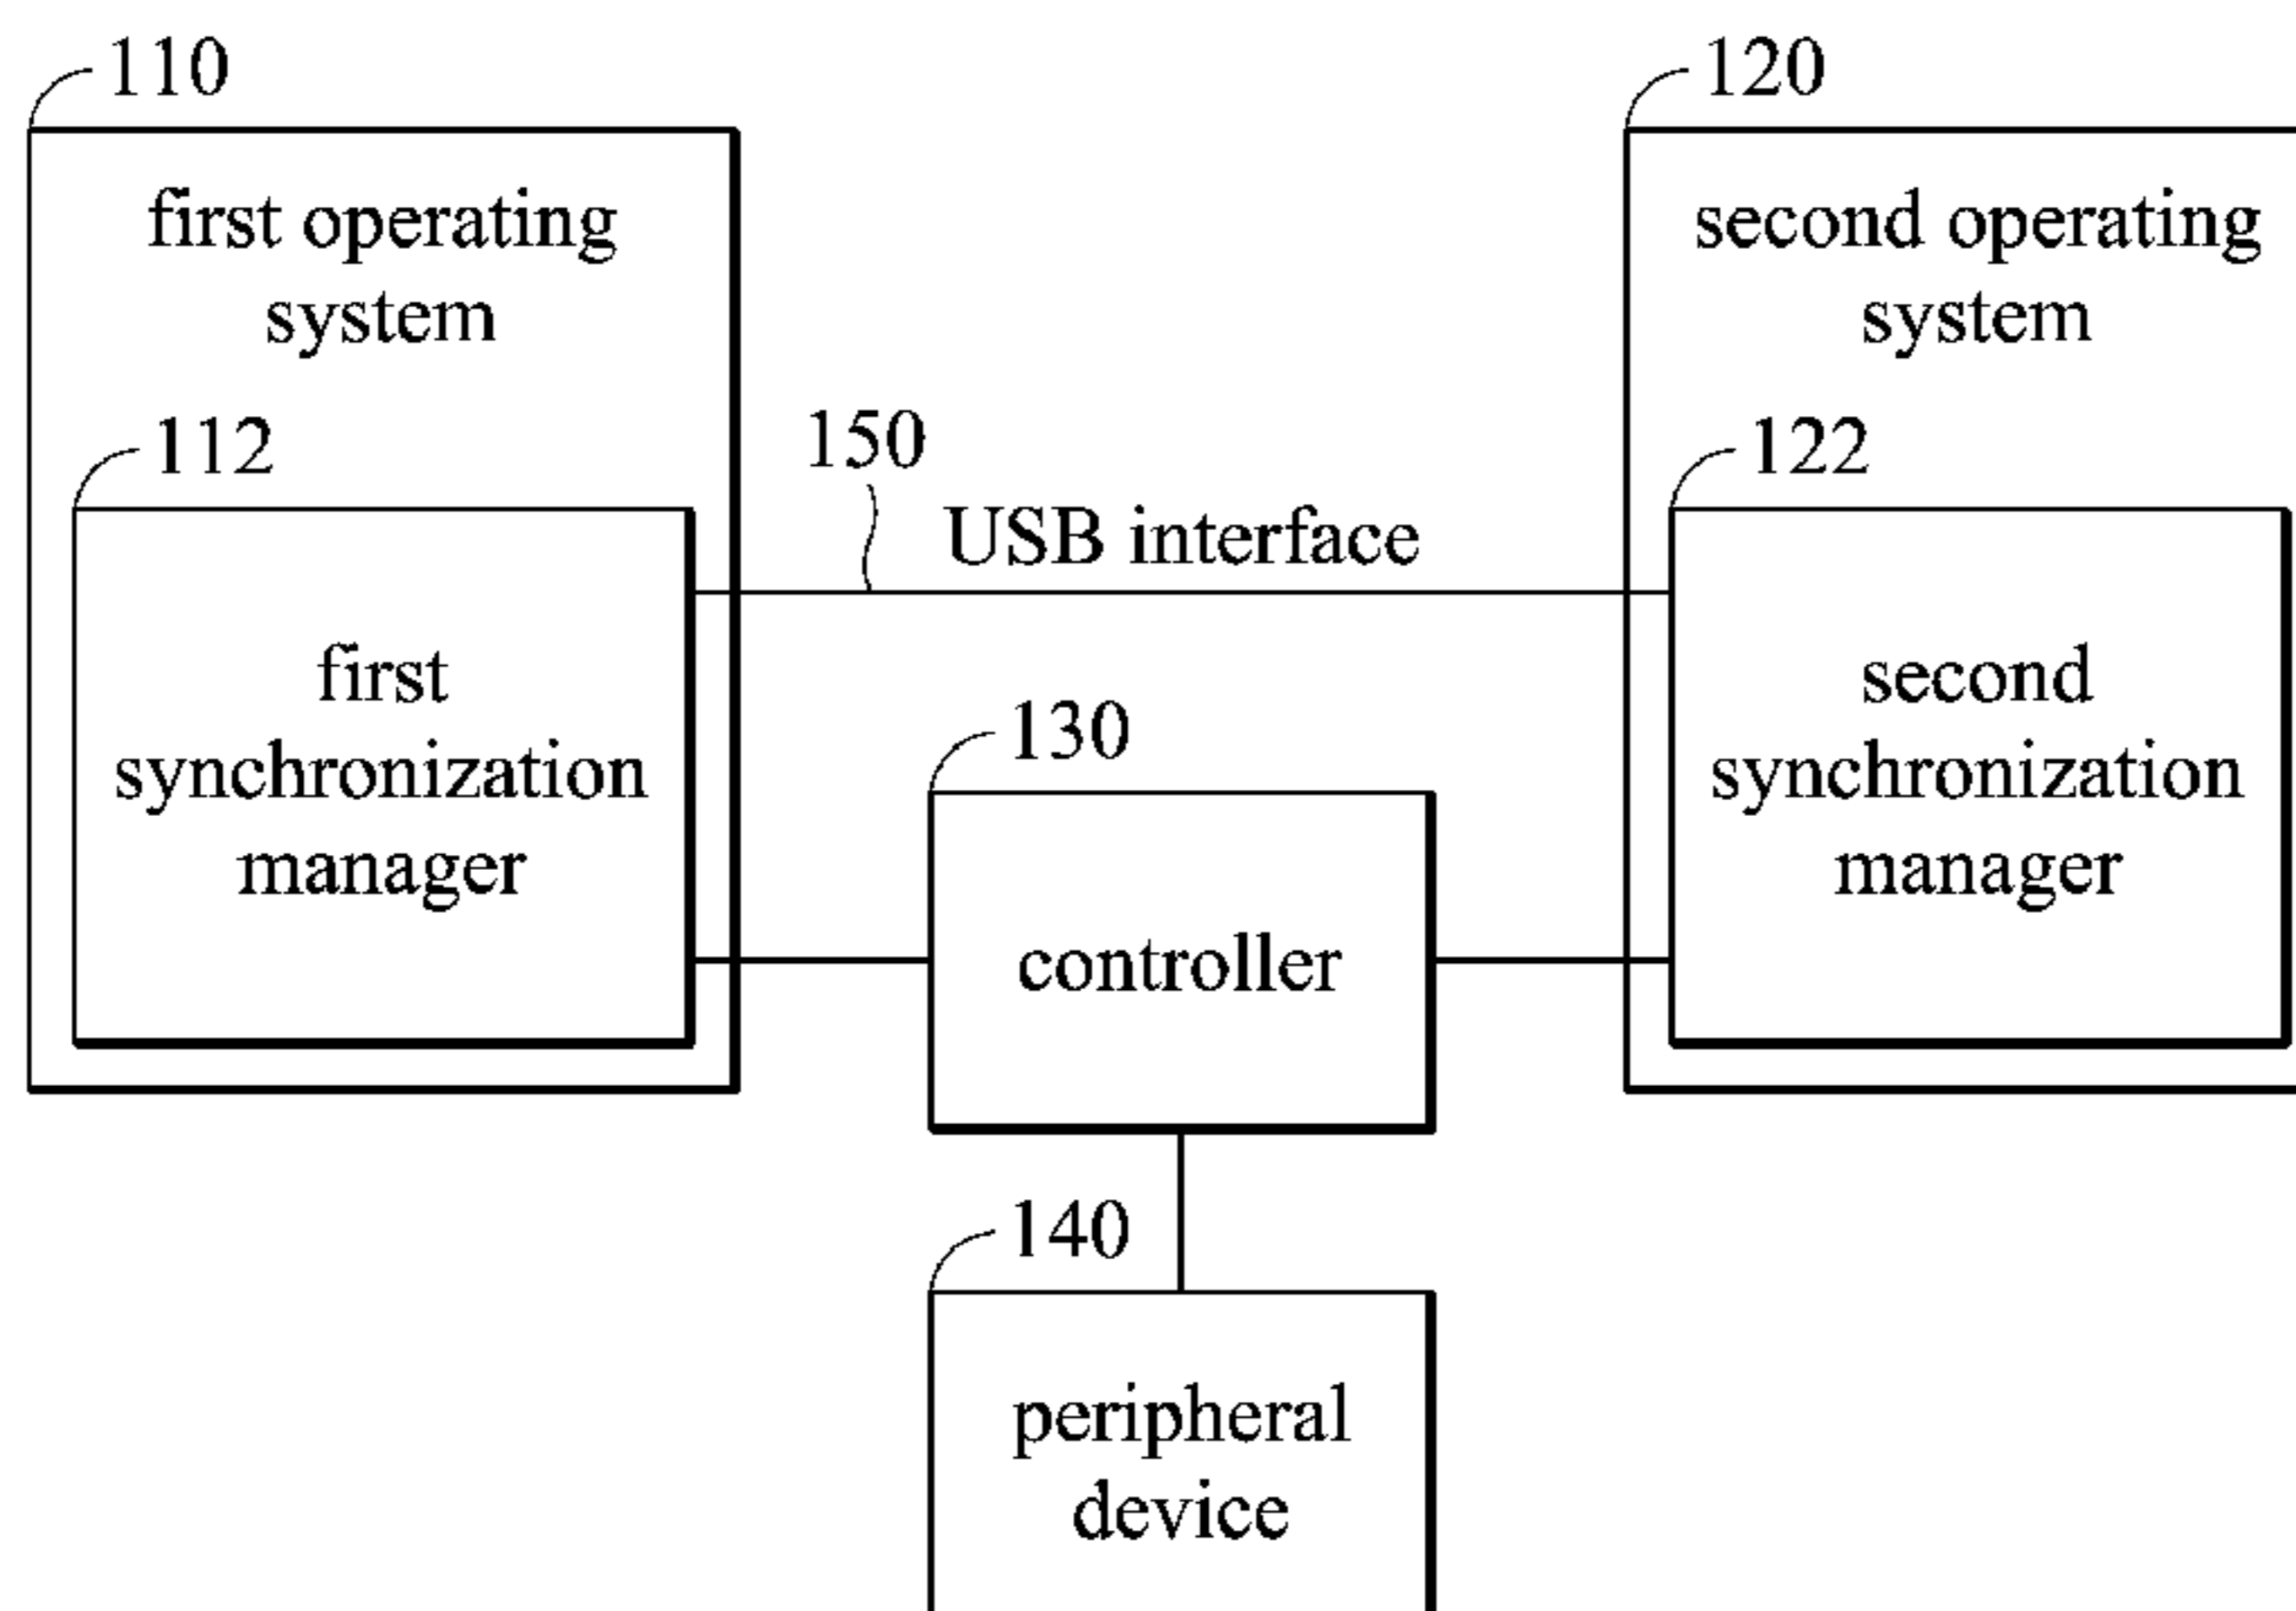 110
120
first operating
system
second operating
system
112
150
122
USB interface
first
synchronization
manager
130
second
synchronization
manager
controller
140
peripheral
device